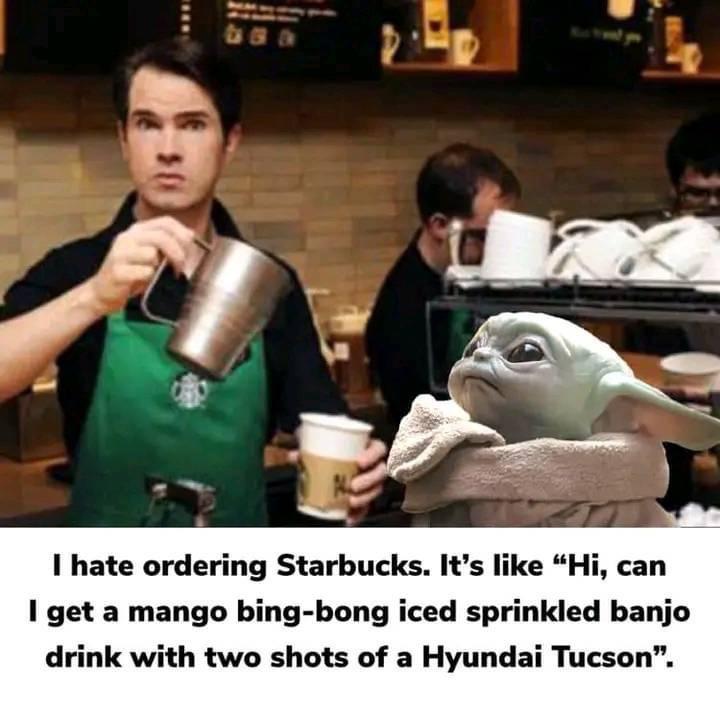 I hate ordering Starbucks. It’s like “Hi, can
I get a mango bing-bong iced sprinkled banjo
drink with two shots of a Hyundai Tucson”.